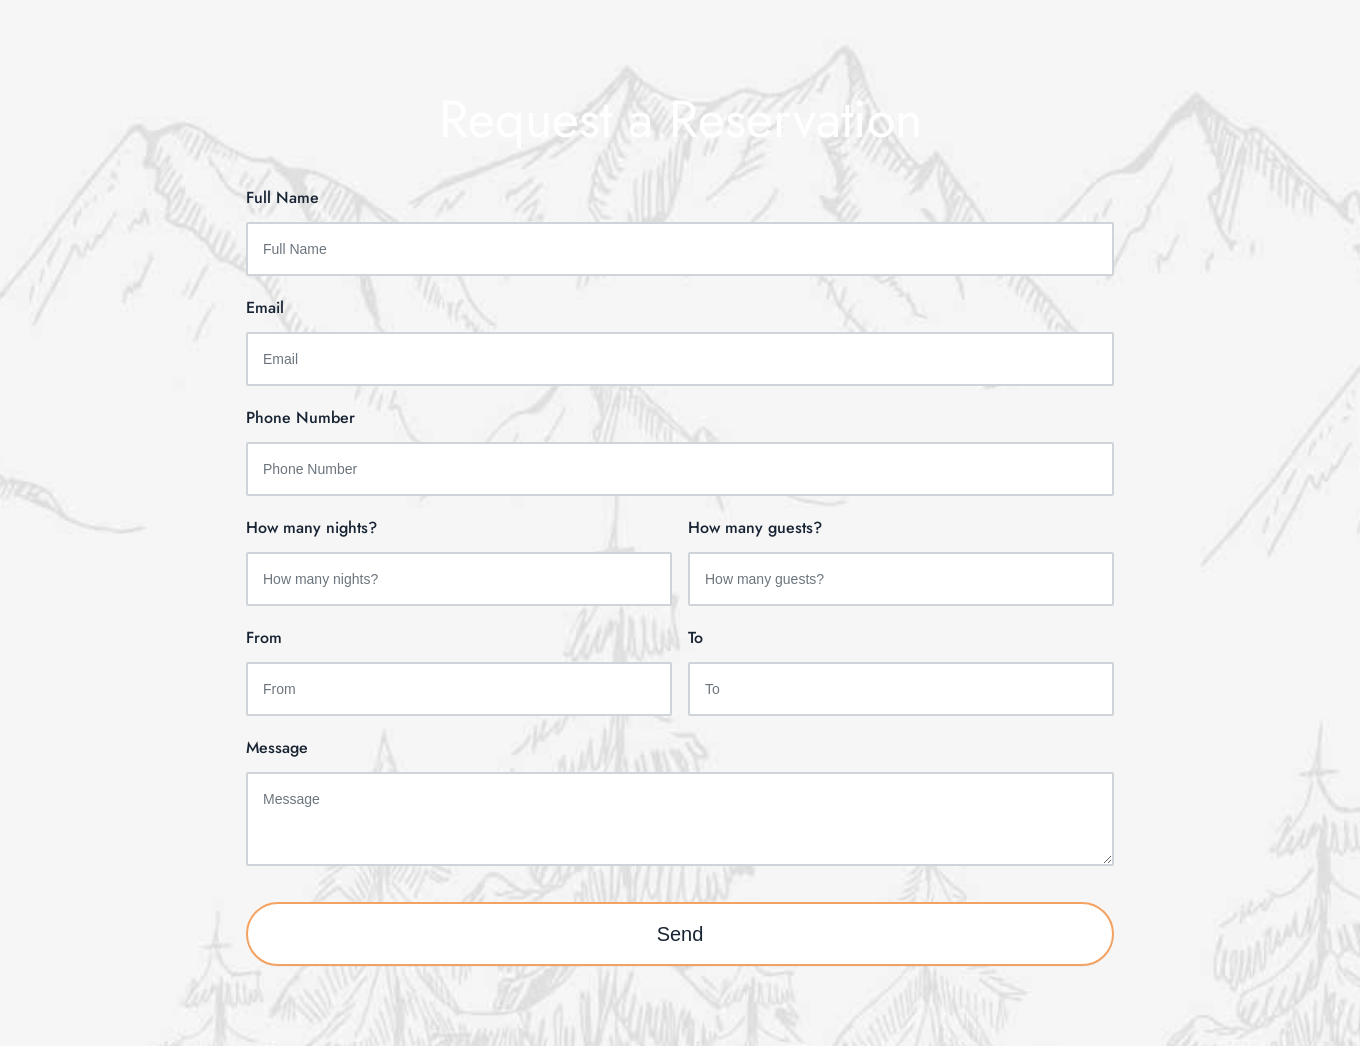 Request a Reservation
Full Name
Full Name
Email
Email
Phone Number
Phone Number
How many nights? How many guests?
How many nights? How many guests?
From To
From To
Message
Message
Send